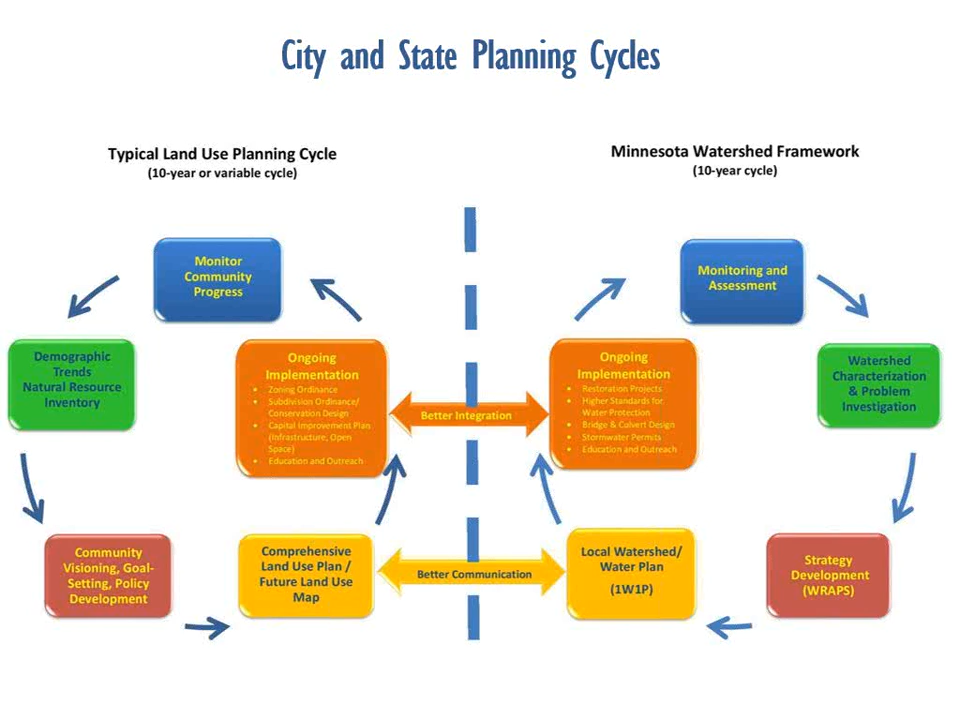 City and State Planning Cycles
Typical Land Use Planning Cycle
(10-year or variable cycle)
Monitor
Community
Progress
Demographic
Trends
Natural Resource
Inventory
Ongoing
Implementation
• Zoning Ordinance
• Subdivision Ordinance/
Conservation Design
• Capital Improvement Plan
(Infrastructure, Open
Space)
• Education and Outreach
Community
Visioning, Goal-
Setting, Policy
Development
Comprehensive
Land Use Plan /
Future Land Use
Map
Better Integration
Better Communication
Minnesota Watershed Framework
(10-year cycle)
Monitoring and
Assessment
Ongoing
Implementation
• Restoration Projects
• Higher Standards for
Water Protection
• Bridge & Culvert Design
• Stormwater Permits
• Education and Outreach
Watershed
Characterization
& Problem
Investigation
Local Watershed/
Water Plan
(1W1P)
Strategy
Development
(WRAPS)